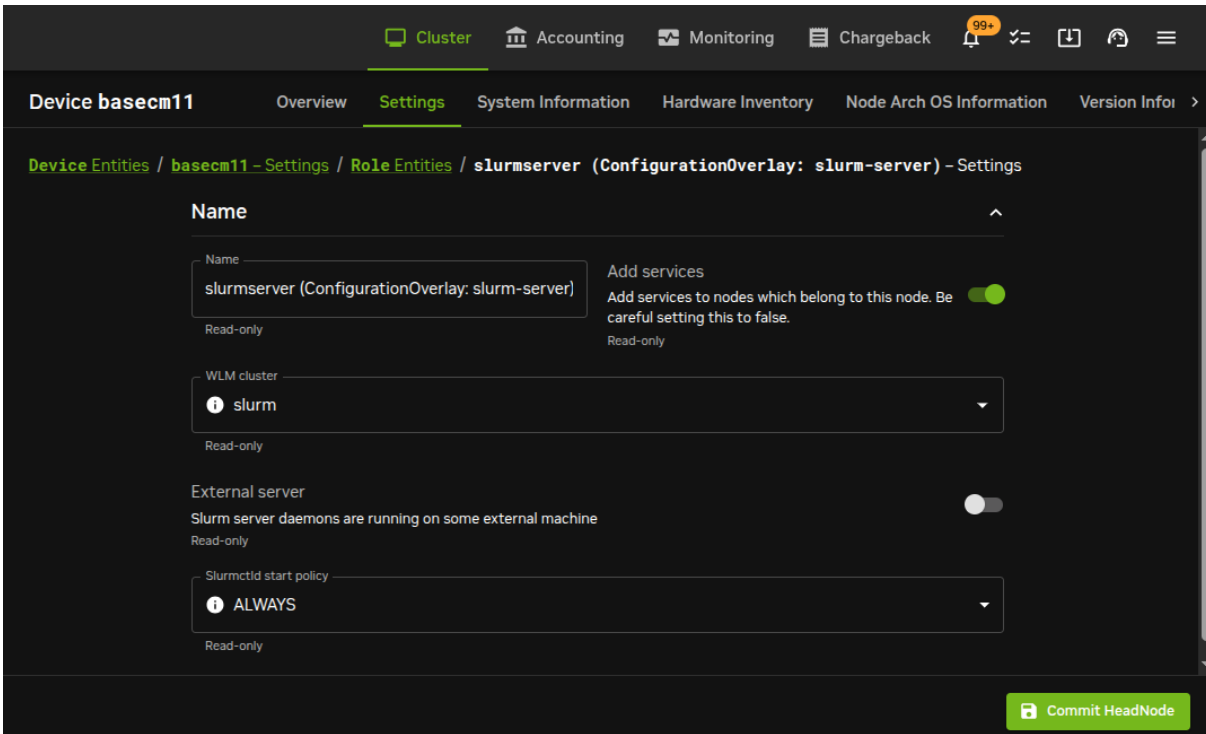 Cluster Accounting Monitoring Chargeback 99+
Device basecm11 Overview Settings System Information Hardware Inventory Node Arch OS Information Version Infor
Device Entities / basecm11 – Settings / Role Entities / slurmserver (ConfigurationOverlay: slurm-server) – Settings
Name
Name
slurmserver (ConfigurationOverlay: slurm-server)
Read-only
Add services
Add services to nodes which belong to this node. Be
careful setting this to false.
Read-only
WLM cluster
slurm
Read-only
External server
Slurm server daemons are running on some external machine
Read-only
Slurmctld start policy
ALWAYS
Read-only
Commit HeadNode